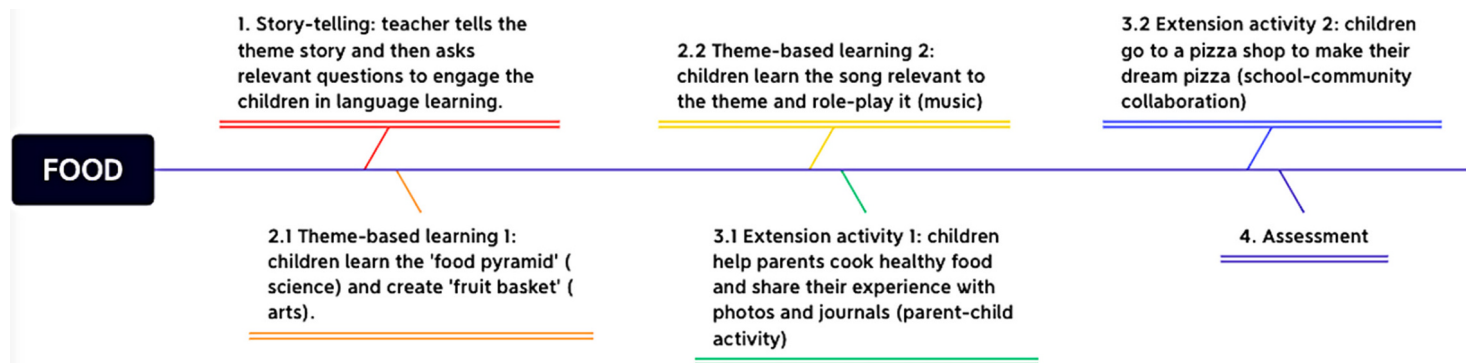 FOOD
1. Story-telling: teacher tells the
theme story and then asks
relevant questions to engage the
children in language learning.
2.1 Theme-based learning 1:
children learn the 'food pyramid' (
science) and create 'fruit basket' (
arts).
2.2 Theme-based learning 2:
children learn the song relevant to
the theme and role-play it (music)
3.1 Extension activity 1: children
help parents cook healthy food
and share their experience with
photos and journals (parent-child
activity)
3.2 Extension activity 2: children
go to a pizza shop to make their
dream pizza (school-community
collaboration)
4. Assessment